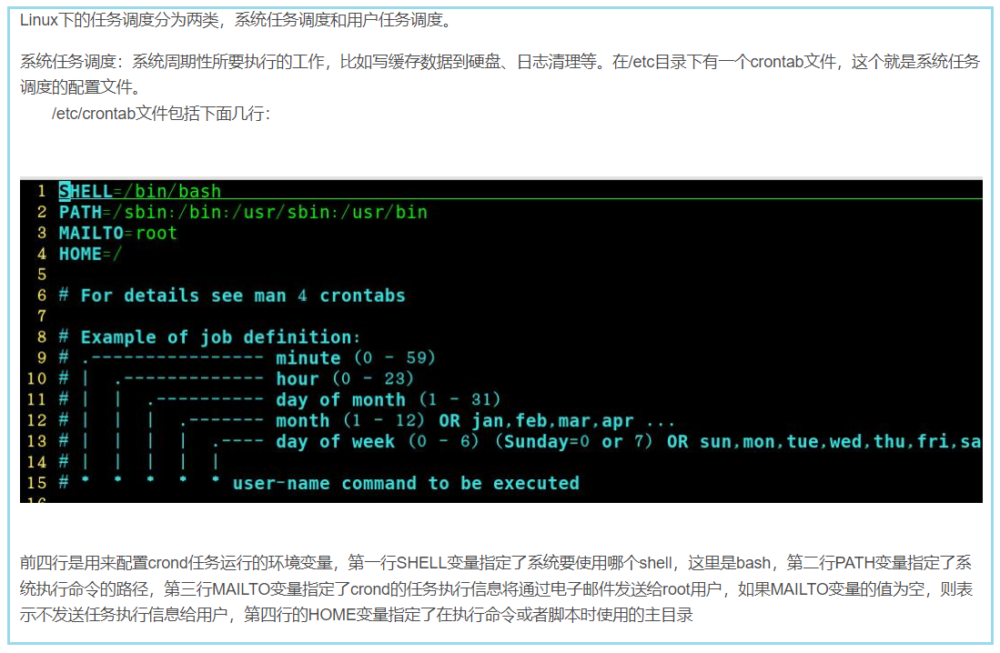 Linux下的任务调度分为两类，系统任务调度和用户任务调度。
系统任务调度：系统周期性所要执行的工作，比如写缓存数据到硬盘、日志清理等。在/etc目录下有一个crontab文件，这个就是系统任务
调度的配置文件。
/etc/crontab文件包括下面几行：
1 SHELL=/bin/bash
2 PATH=/sbin:/bin:/usr/sbin:/usr/bin
3 MAILTO=root
4 HOME=/
5
6 # For details see man 4 crontabs
7
8 # Example of job definition:
9 # .---------------- minute (0 - 59)
10 # |  .------------- hour (0 - 23)
11 # |  |  .---------- day of month (1 - 31)
12 # |  |  |  .------- month (1 - 12) OR jan,feb,mar,apr ...
13 # |  |  |  |  .---- day of week (0 - 6) (Sunday=0 or 7) OR sun,mon,tue,wed,thu,fri,sa
14 # |  |  |  |  |
15 # *  *  *  *  * user-name command to be executed
16
前四行是用来配置crond任务运行的环境变量，第一行SHELL变量指定了系统要使用哪个shell，这里是bash，第二行PATH变量指定了系
统执行命令的路径，第三行MAILTO变量指定了crond的任务执行信息将通过电子邮件发送给root用户，如果MAILTO变量的值为空，则表
示不发送任务执行信息给用户，第四行的HOME变量指定了在执行命令或者脚本时使用的主目录